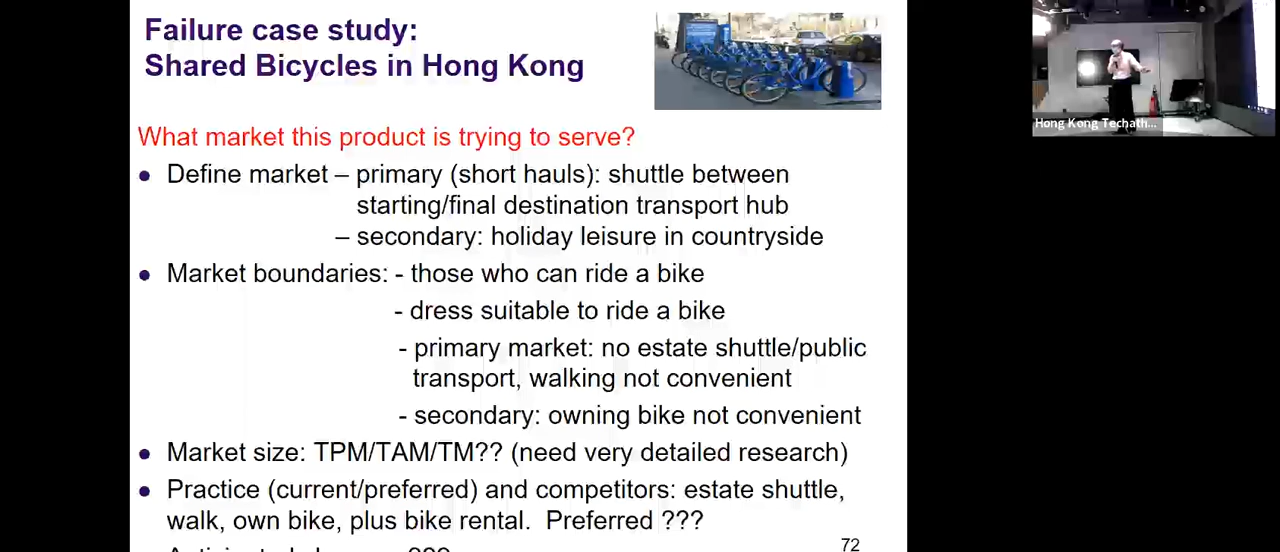 Failure case study:
Shared Bicycles in Hong Kong
Hong Kong Techath...
What market this product is trying to serve?
● Define market – primary (short hauls): shuttle between
starting/final destination transport hub
– secondary: holiday leisure in countryside
● Market boundaries: - those who can ride a bike
- dress suitable to ride a bike
- primary market: no estate shuttle/public
transport, walking not convenient
- secondary: owning bike not convenient
● Market size: TPM/TAM/TM?? (need very detailed research)
● Practice (current/preferred) and competitors: estate shuttle,
walk, own bike, plus bike rental. Preferred ???
72